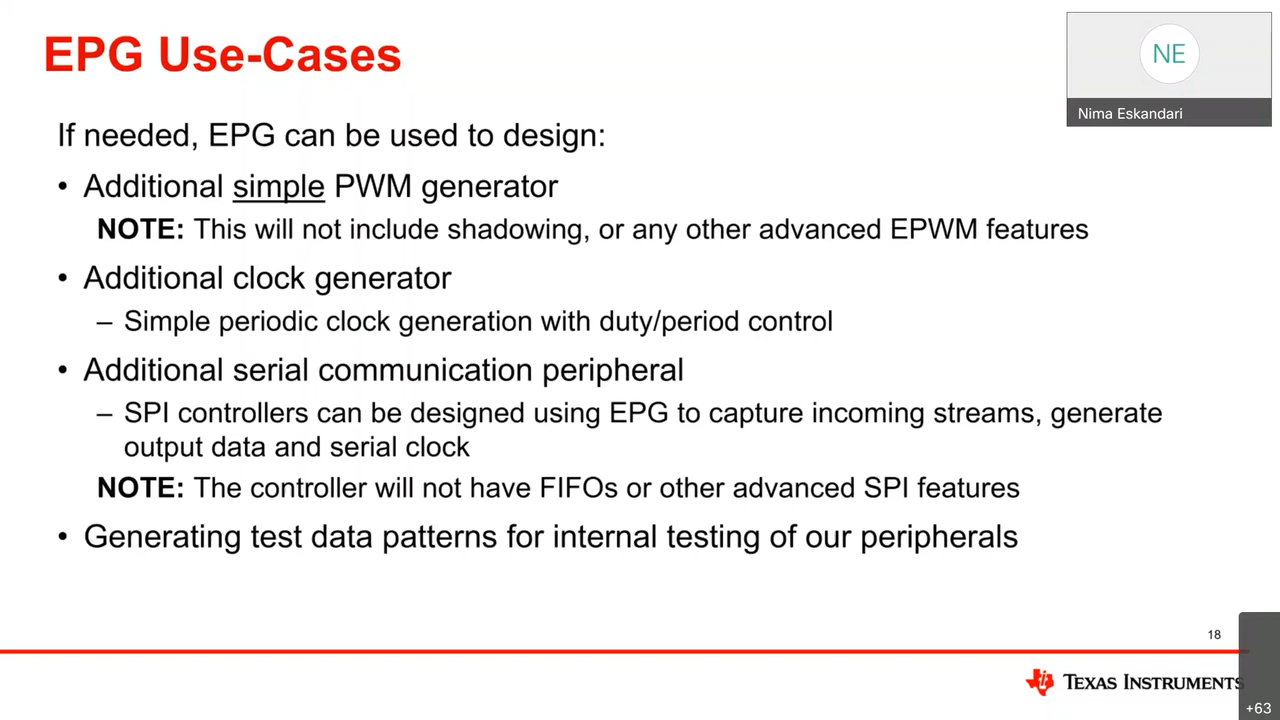 EPG Use-Cases
NE
Nima Eskandari
If needed, EPG can be used to design:
• Additional simple PWM generator
NOTE: This will not include shadowing, or any other advanced EPWM features
• Additional clock generator
– Simple periodic clock generation with duty/period control
• Additional serial communication peripheral
– SPI controllers can be designed using EPG to capture incoming streams, generate
output data and serial clock
NOTE: The controller will not have FIFOs or other advanced SPI features
• Generating test data patterns for internal testing of our peripherals
18
TEXAS INSTRUMENTS
+63